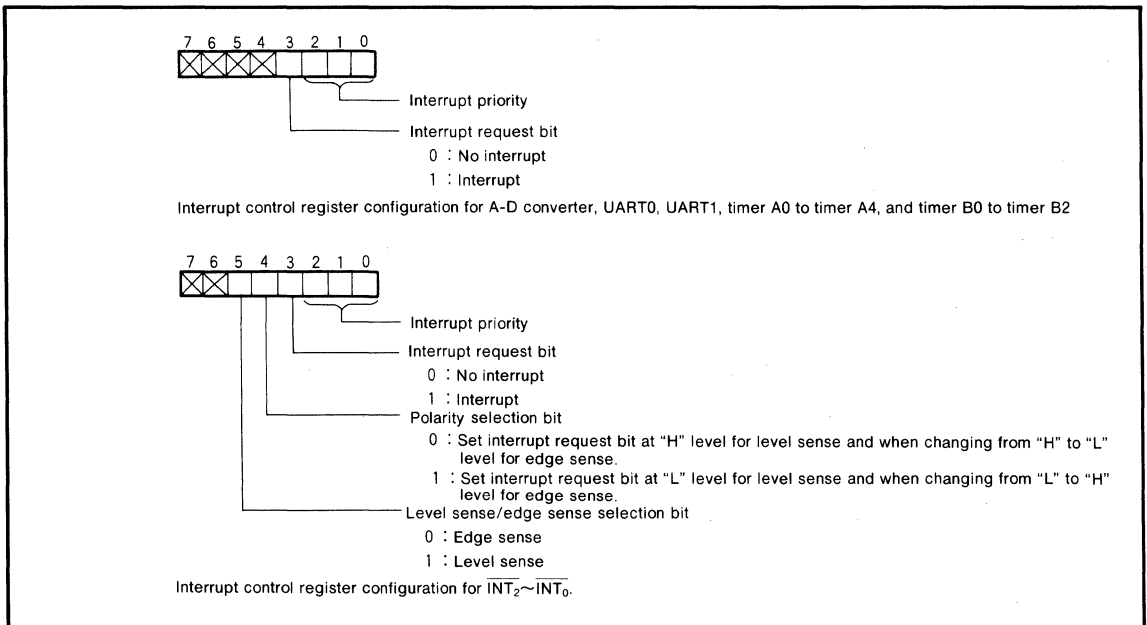 7 6 5 4 3 2 1 0
Interrupt priority
Interrupt request bit
0 : No interrupt
1 : Interrupt
Interrupt control register configuration for A-D converter, UART0, UART1, timer A0 to timer A4, and timer B0 to timer B2
7 6 5 4 3 2 1 0
Interrupt priority
Interrupt request bit
0 : No interrupt
1 : Interrupt
Polarity selection bit
0 : Set interrupt request bit at “H” level for level sense and when changing from “H” to “L”
level for edge sense.
1 : Set interrupt request bit at “L” level for level sense and when changing from “L” to “H”
level for edge sense.
Level sense/edge sense selection bit
0 : Edge sense
1 : Level sense
Interrupt control register configuration for I̅N̅T̅₂~I̅N̅T̅₀.